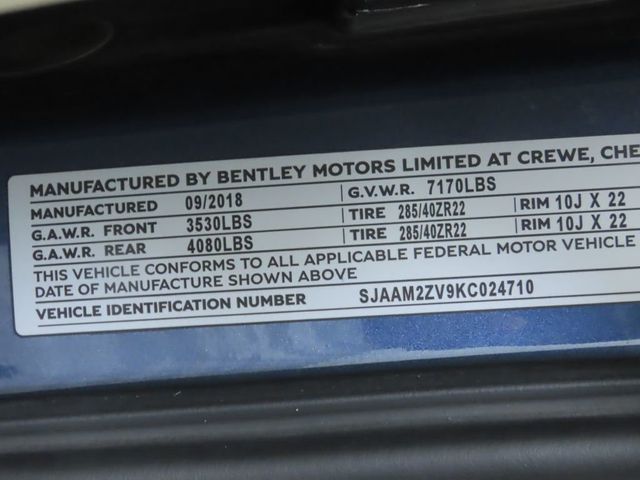 MANUFACTURED BY BENTLEY MOTORS LIMITED AT CREWE, CHE
MANUFACTURED 09/2018 G.V.W.R. 7170LBS
G.A.W.R. FRONT 3530LBS TIRE 285/40ZR22 RIM 10J X 22
G.A.W.R. REAR 4080LBS TIRE 285/40ZR22 RIM 10J X 22
THIS VEHICLE CONFORMS TO ALL APPLICABLE FEDERAL MOTOR VEHICLE
DATE OF MANUFACTURE SHOWN ABOVE
VEHICLE IDENTIFICATION NUMBER SJAAM2ZV9KC024710